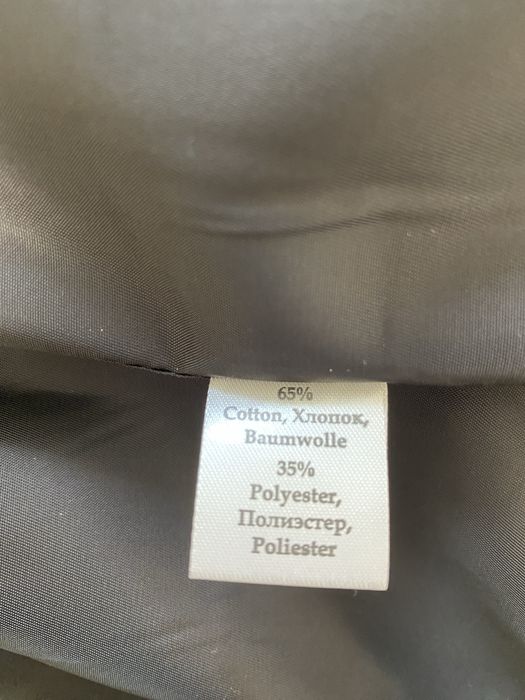 65%
Cotton, Хлопок,
Baumwolle
35%
Polyester,
Полиэстер,
Poliester